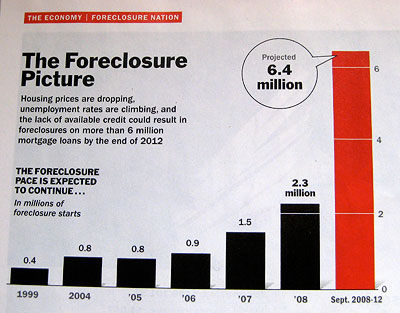 THE ECONOMY | FORECLOSURE NATION
The Foreclosure
Picture
Housing prices are dropping,
unemployment rates are climbing, and
the lack of available credit could result in
foreclosures on more than 6 million
mortgage loans by the end of 2012
THE FORECLOSURE
PACE IS EXPECTED
TO CONTINUE...
In millions of
foreclosure starts
Projected
6.4
million
0.4
0.8
0.8
0.9
1.5
2.3
million
6
4
2
0
1999
2004
'05
'06
'07
'08
Sept. 2008-12